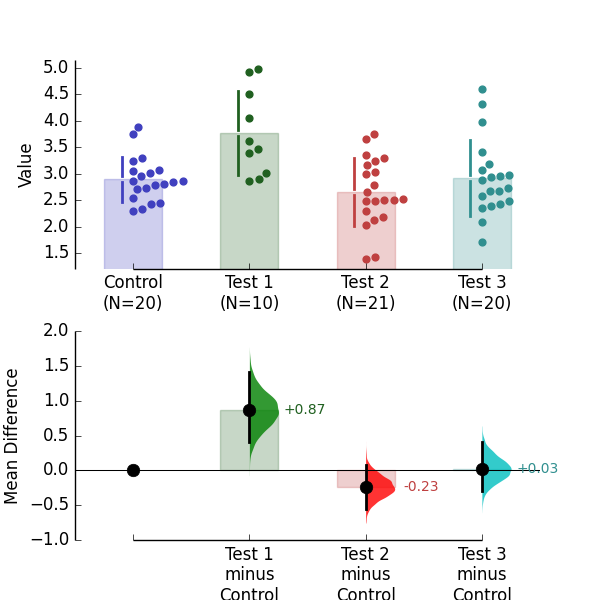 5.0
4.5
4.0
3.5
3.0
2.5
2.0
1.5
Value
Control
(N=20)
Test 1
(N=10)
Test 2
(N=21)
Test 3
(N=20)
2.0
1.5
1.0
0.5
0.0
−0.5
−1.0
Mean Difference
+0.87
-0.23
+0.03
Test 1
minus
Control
Test 2
minus
Control
Test 3
minus
Control